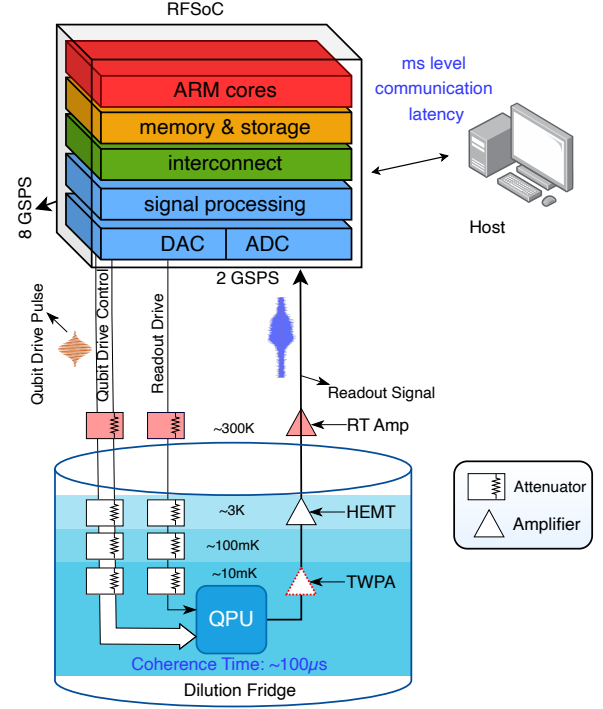 RFSoC
ARM cores
memory & storage
interconnect
signal processing
DAC
ADC
8 GSPS
2 GSPS
ms level
communication
latency
Host
Qubit Drive Pulse
Qubit Drive Control
Readout Drive
Readout Signal
~300K
RT Amp
~3K
HEMT
~100mK
~10mK
TWPA
QPU
Coherence Time: ~100μs
Dilution Fridge
Attenuator
Amplifier